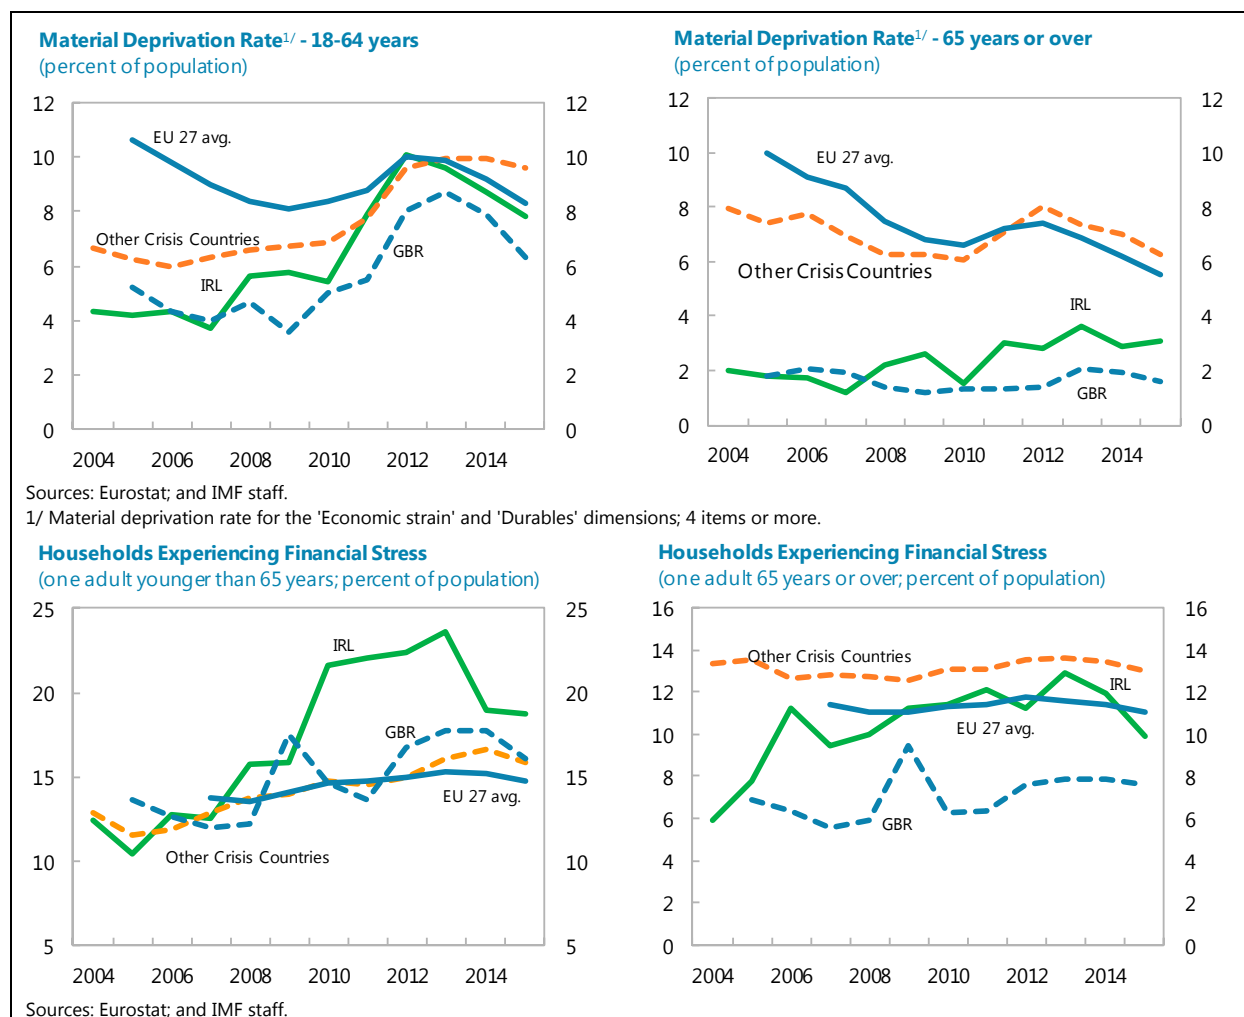 Material Deprivation Rate1/ - 18-64 years
(percent of population)
12
10
8
6
4
2
0
12
10
8
6
4
2
0
EU 27 avg.
Other Crisis Countries
GBR
IRL
2004 2006 2008 2010 2012 2014
Material Deprivation Rate1/ - 65 years or over
(percent of population)
12
10
8
6
4
2
0
12
10
8
6
4
2
0
EU 27 avg.
Other Crisis Countries
IRL
GBR
2004 2006 2008 2010 2012 2014
Sources: Eurostat; and IMF staff.
1/ Material deprivation rate for the 'Economic strain' and 'Durables' dimensions; 4 items or more.
Households Experiencing Financial Stress
(one adult younger than 65 years; percent of population)
25
20
15
10
5
25
20
15
10
5
IRL
GBR
EU 27 avg.
Other Crisis Countries
2004 2006 2008 2010 2012 2014
Households Experiencing Financial Stress
(one adult 65 years or over; percent of population)
16
14
12
10
8
6
4
2
0
16
14
12
10
8
6
4
2
0
Other Crisis Countries
IRL
EU 27 avg.
GBR
2004 2006 2008 2010 2012 2014
Sources: Eurostat; and IMF staff.